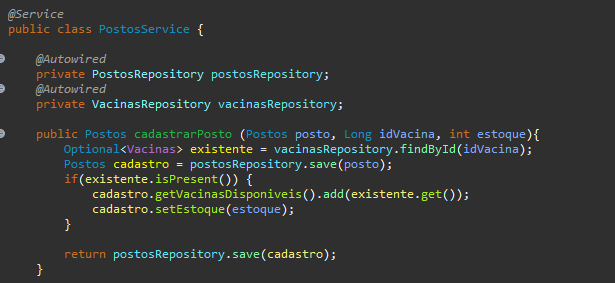 @Service
public class PostosService {
@Autowired
private PostosRepository postosRepository;
@Autowired
private VacinasRepository vacinasRepository;
public Postos cadastrarPosto (Postos posto, Long idVacina, int estoque){
Optional<Vacinas> existente = vacinasRepository.findById(idVacina);
Postos cadastro = postosRepository.save(posto);
if(existente.isPresent()) {
cadastro.getVacinasDisponiveis().add(existente.get());
cadastro.setEstoque(estoque);
}
return postosRepository.save(cadastro);
}